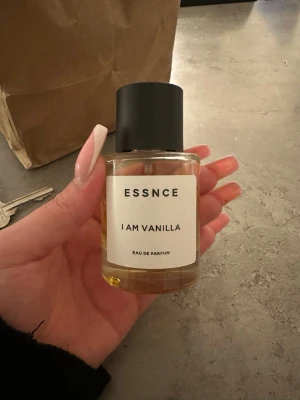 ESSNCE
I AM VANILLA
EAU DE PARFUM